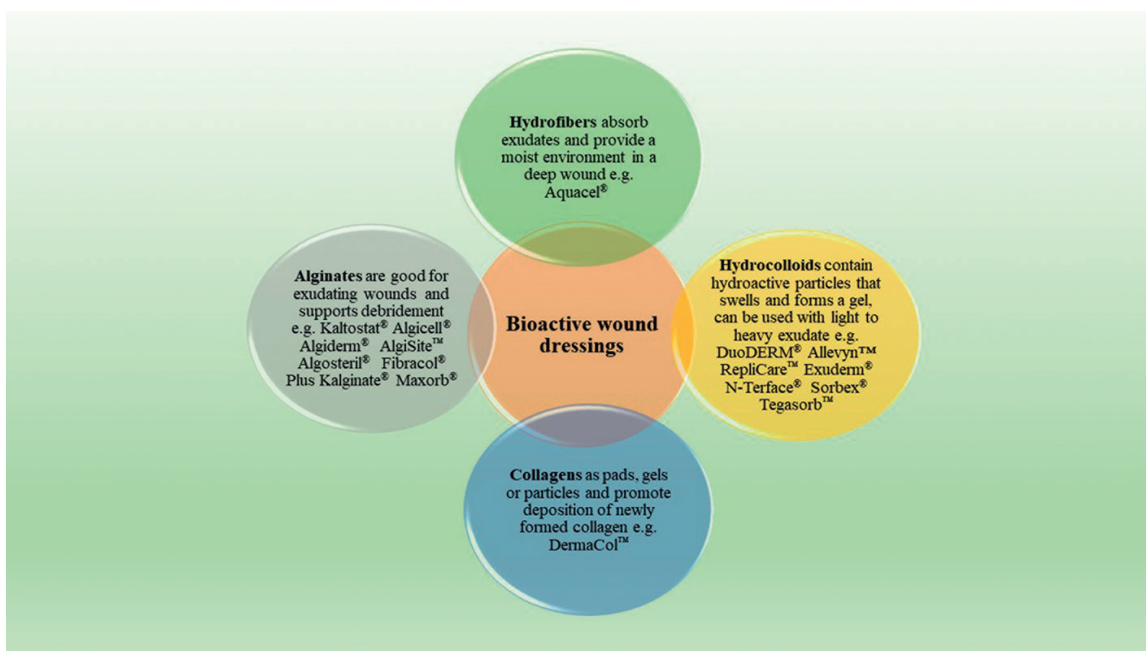 Hydrofibers absorb
exudates and provide a
moist environment in a
deep wound e.g.
Aquacel®
Alginates are good for
exudating wounds and
supports debridement
e.g. Kaltostat® Algicell®
Algiderm® AlgiSite™
Algosteril® Fibracol®
Plus Kalginate® Maxorb®
Bioactive wound
dressings
Hydrocolloids contain
hydroactive particles that
swells and forms a gel,
can be used with light to
heavy exudate e.g.
DuoDERM® Allevyn™
RepliCare™ Exuderm®
N-Terface® Sorbex®
Tegasorb™
Collagens as pads, gels
or particles and promote
deposition of newly
formed collagen e.g.
DermaCol™